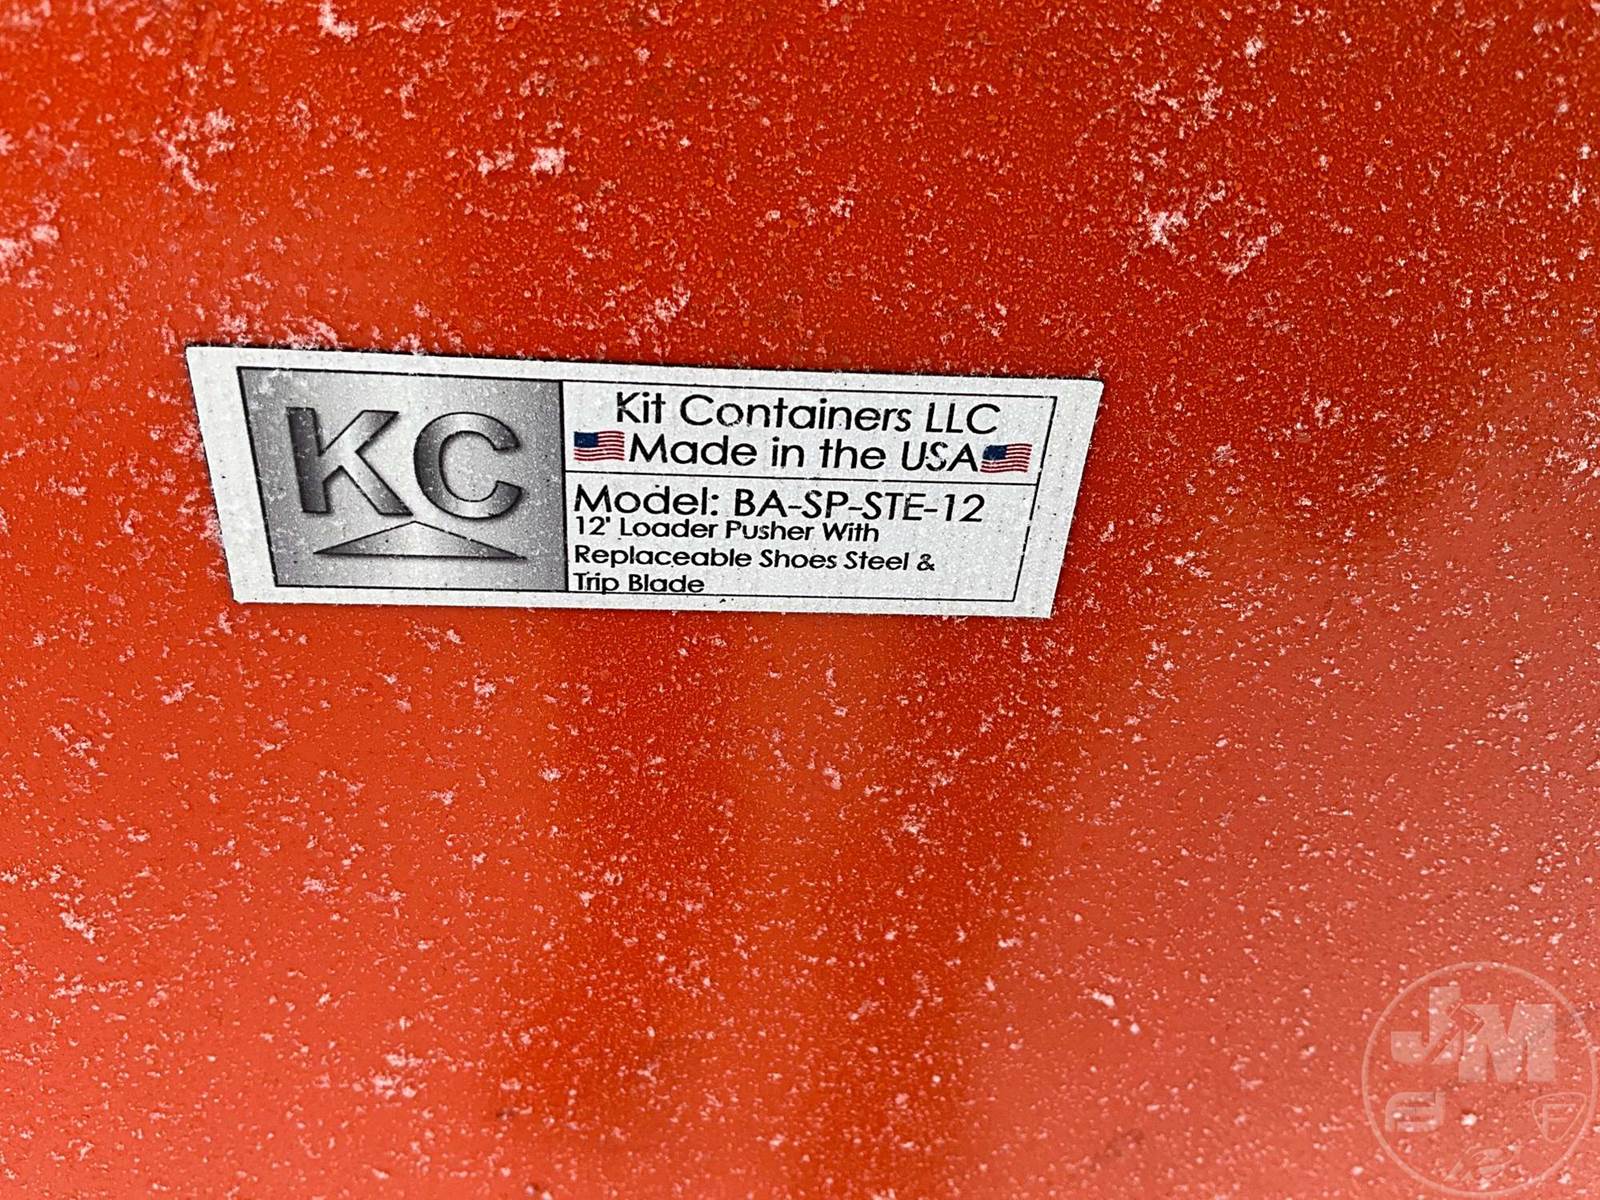 KC
Kit Containers LLC
Made in the USA
Model: BA-SP-STE-12
12' Loader Pusher With
Replaceable Shoes Steel &
Trip Blade
J&M